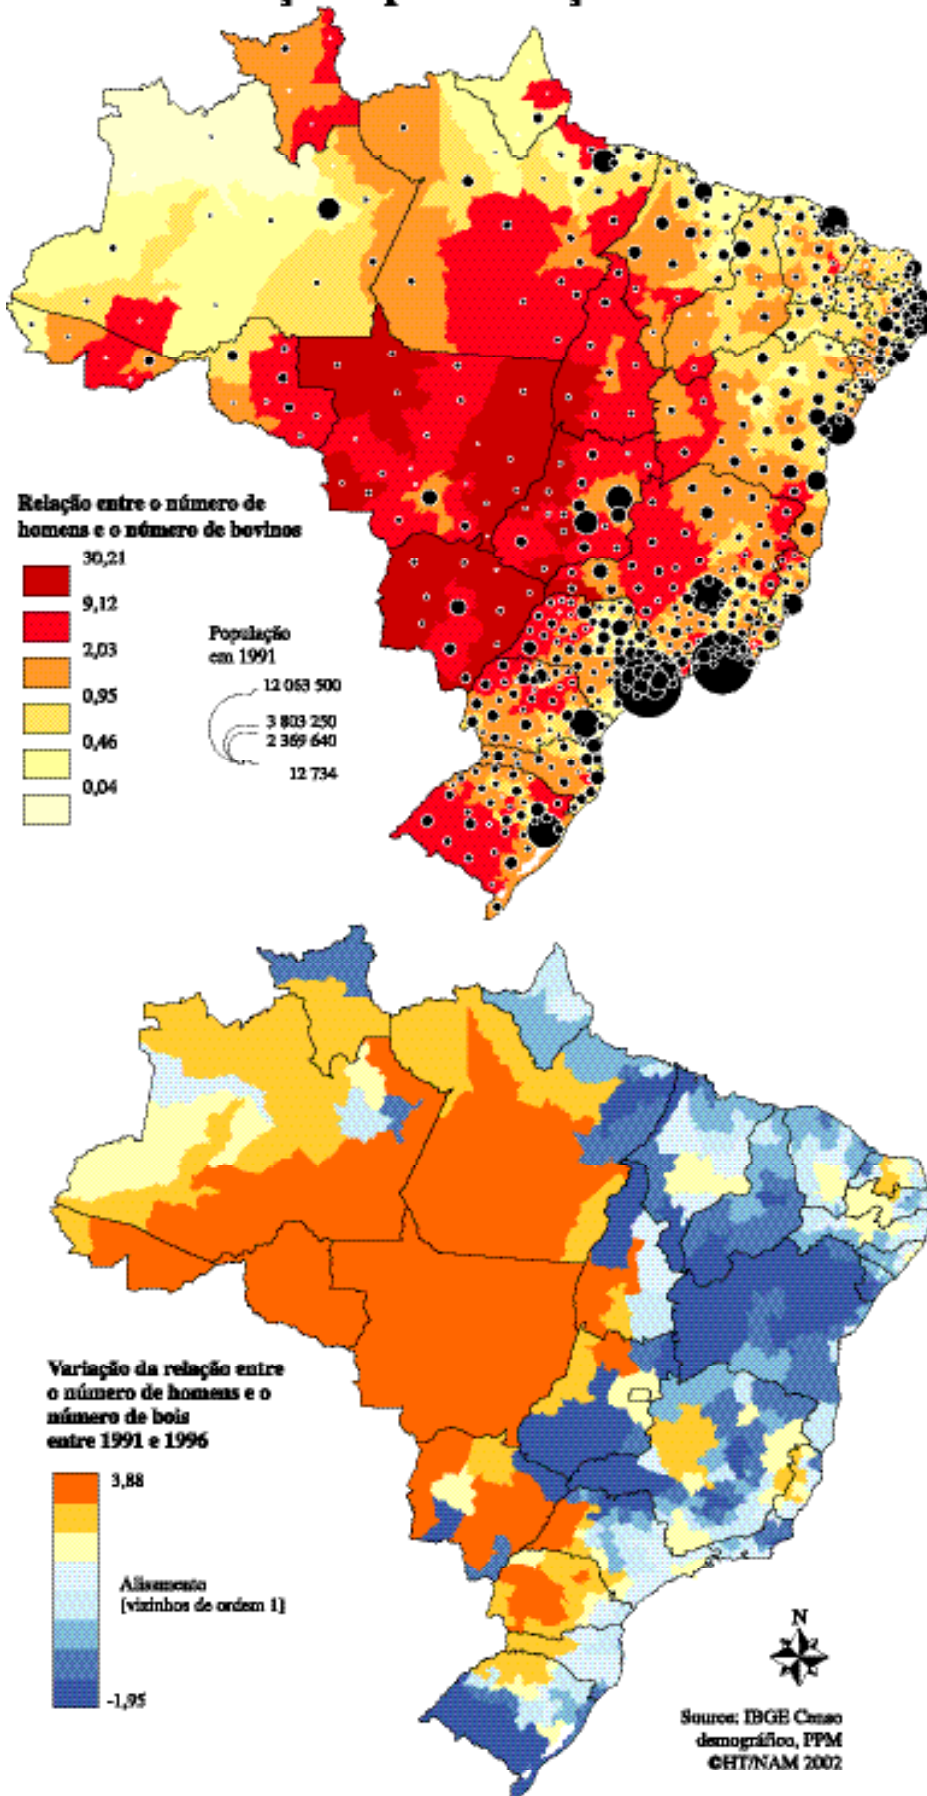 Relação entre o número de
homens e o número de bovinos
30,21
9,12
2,03
0,95
0,46
0,04
População
em 1991
12 063 500
3 803 250
2 369 640
12 734
Variação da relação entre
o número de homens e o
número de bois
entre 1991 e 1996
3,88
Alisamento
[vizinhos de ordem 1]
-1,95
N
Source: IBGE Censo
demográfico, PPM
©HT/NAM 2002